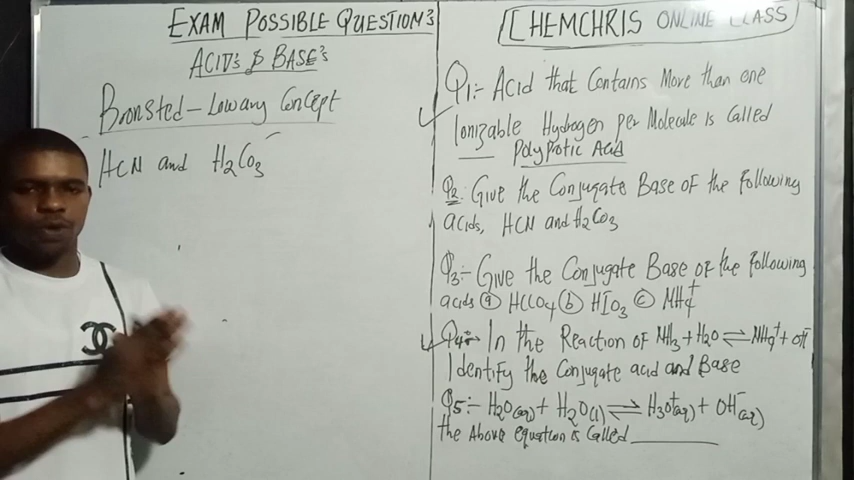 EXAM POSSIBLE QUESTION'S
ACID'S & BASE'S
Bronsted-Lowary Concept
HCN and H2CO3
CHEMCHRIS ONLINE CLASS
Q1:- Acid that Contains More than one
Ionizable Hydrogen per Molecule is Called
Polyprotic Acid
Q2: Give the Conjugate Base of the following
acids, HCN and H2CO3
Q3:- Give the Conjugate Base of the following
acids (a) HCLO4 (b) HIO3 (c) NH4+
Q4:- In the Reaction of NH3 + H2O ⇌ NH4+ + OH-
Identify the Conjugate acid and Base
Q5:- H2O(aq) + H2O(l) ⇌ H3O+(aq) + OH-(aq)
the Above equation is Called ________